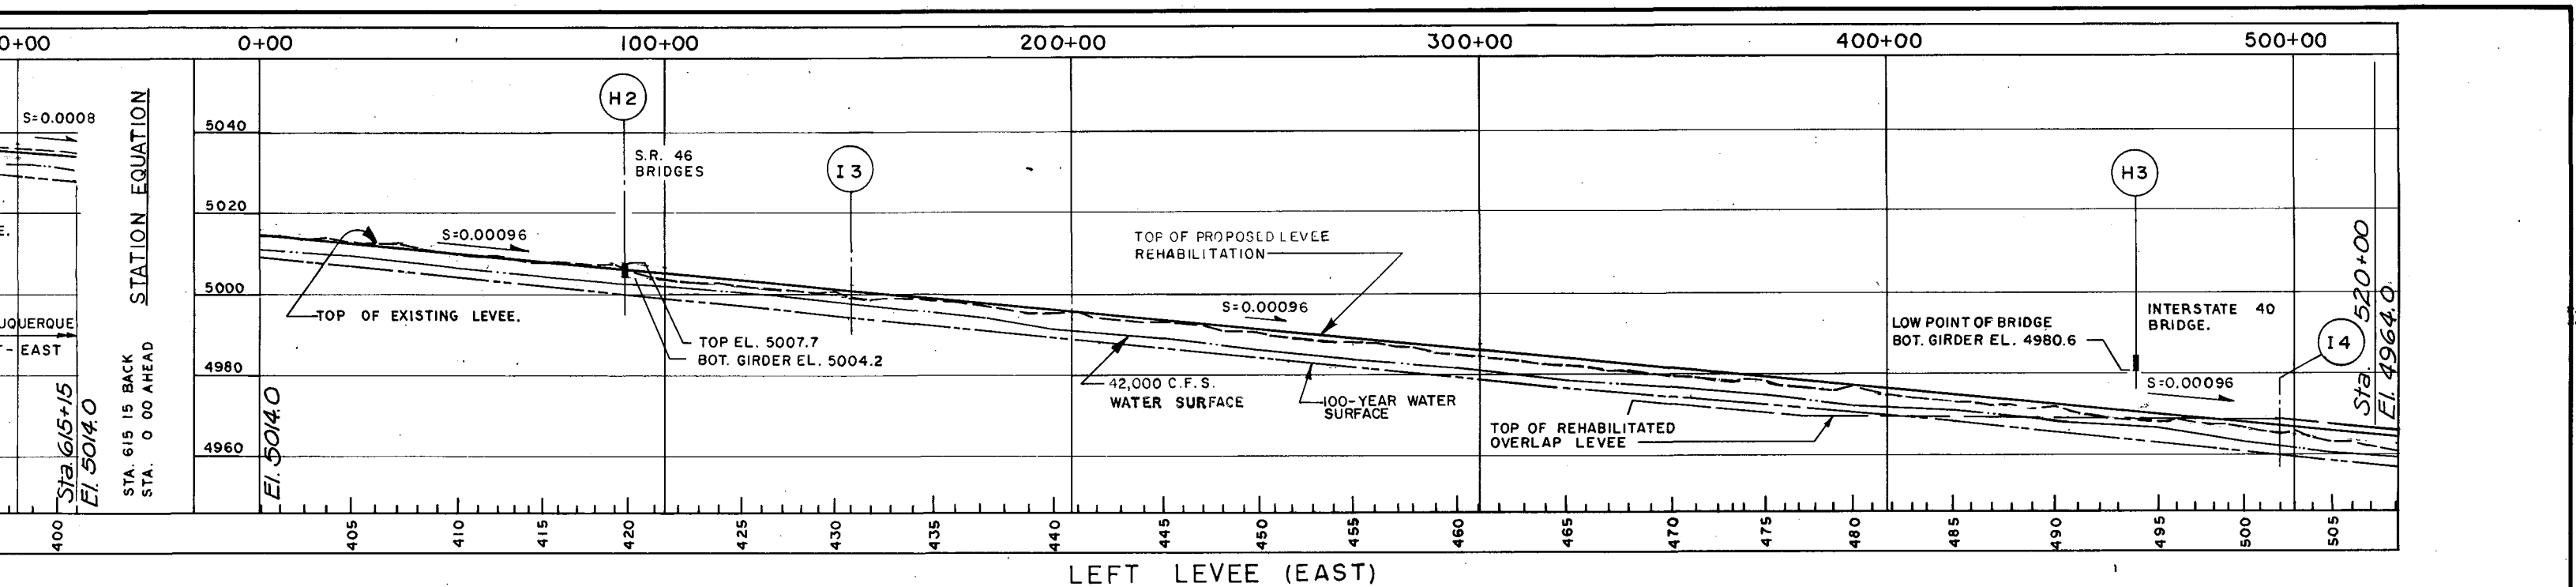 0+00
0+00
100+00
200+00
300+00
400+00
500+00
S=0.0008
STATION EQUATION
STA. 615 15 BACK
STA. 0 00 AHEAD
Sta. 615+15
El. 5014.0
E.
UQUERQUE
T-EAST
400
5040
5020
5000
4980
4960
El. 5014.0
H2
S.R. 46
BRIDGES
I3
S=0.00096
TOP OF EXISTING LEVEE.
TOP EL. 5007.7
BOT. GIRDER EL. 5004.2
TOP OF PROPOSED LEVEE
REHABILITATION
S=0.00096
42,000 C.F.S.
WATER SURFACE
100-YEAR WATER
SURFACE
TOP OF REHABILITATED
OVERLAP LEVEE
H3
LOW POINT OF BRIDGE
BOT. GIRDER EL. 4980.6
INTERSTATE 40
BRIDGE.
S=0.00096
I4
Sta. 520+00
El. 4964.0
405
410
415
420
425
430
435
440
445
450
455
460
465
470
475
480
485
490
495
500
505
LEFT LEVEE (EAST)